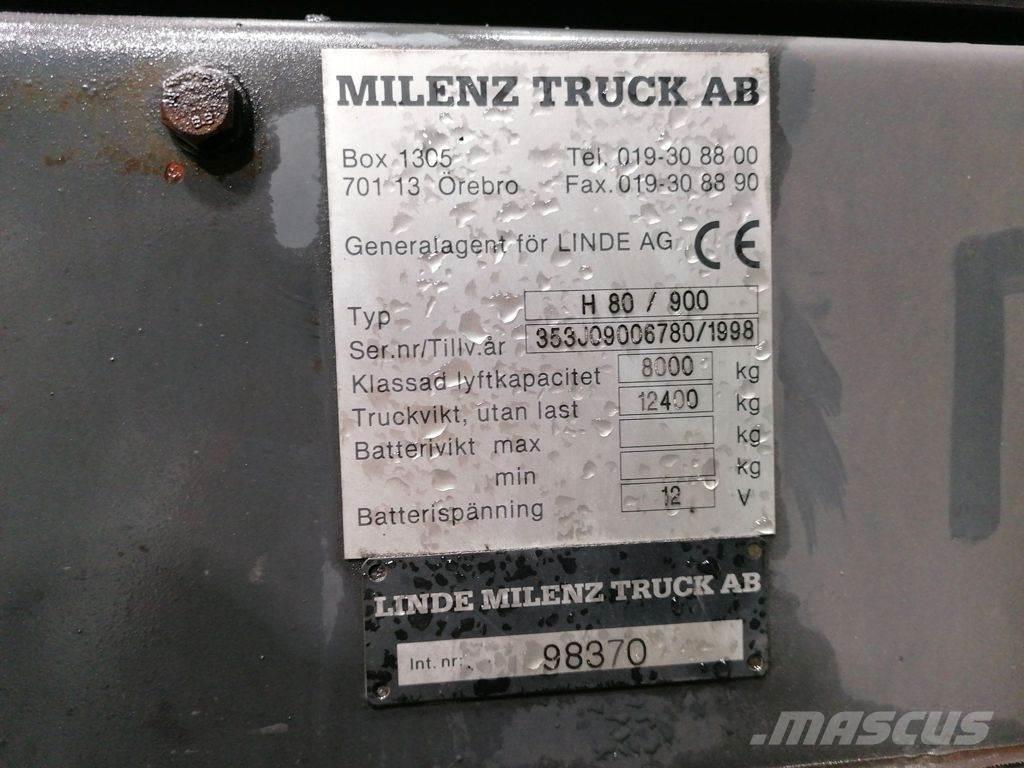 MILENZ TRUCK AB
Box 1305 Tel. 019-30 88 00
701 13 Örebro Fax. 019-30 88 90
Generalagent för LINDE AG CE
Typ H 80 / 900
Ser.nr/Tillv.år 353J09006780/1998
Klassad lyftkapacitet 8000 kg
Truckvikt, utan last 12400 kg
Batterivikt max kg
min kg
Batterispänning 12 V
LINDE MILENZ TRUCK AB
Int. nr: 98370
MASCUS